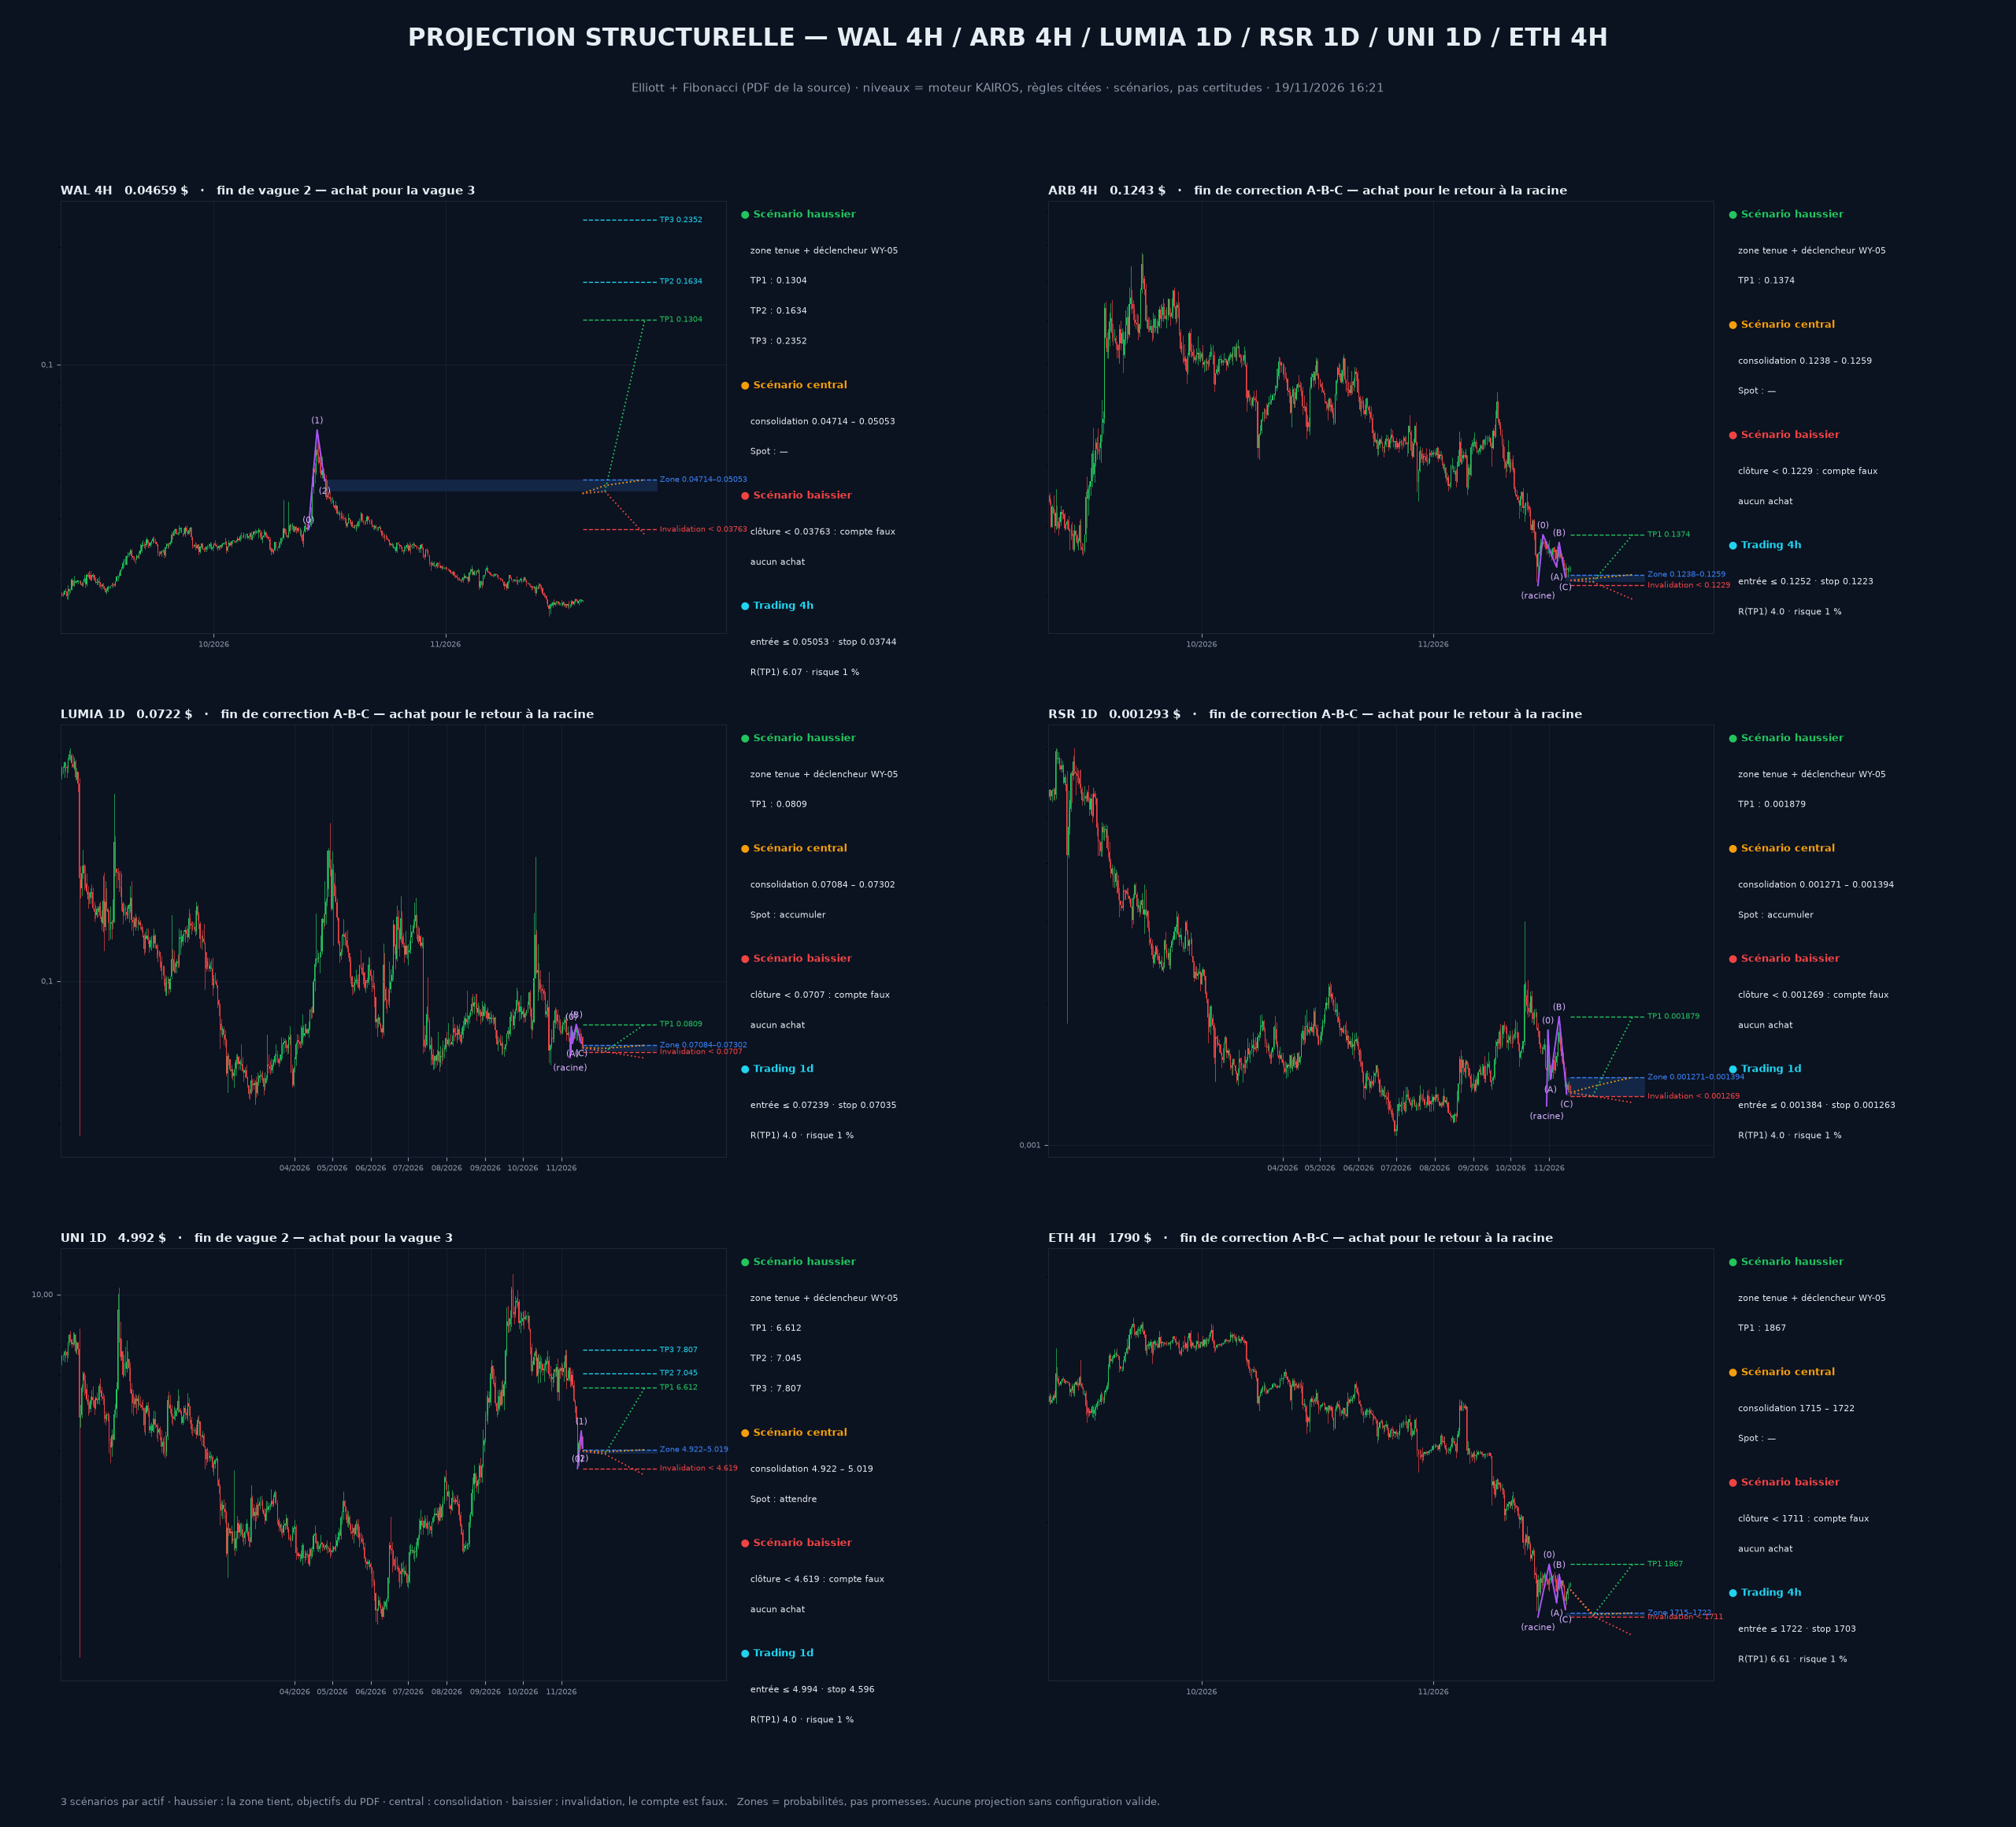 PROJECTION STRUCTURELLE — WAL 4H / ARB 4H / LUMIA 1D / RSR 1D / UNI 1D / ETH 4H
Elliott + Fibonacci (PDF de la source) · niveaux = moteur KAIROS, règles citées · scénarios, pas certitudes · 19/11/2026 16:21
WAL 4H 0.04659 $ · fin de vague 2 — achat pour la vague 3
TP3 0.2352
TP2 0.1634
TP1 0.1304
0,1
(1)
(2)
(0)
Zone 0.04714–0.05053
Invalidation < 0.03763
10/2026
11/2026
Scénario haussier
zone tenue + déclencheur WY-05
TP1 : 0.1304
TP2 : 0.1634
TP3 : 0.2352
Scénario central
consolidation 0.04714 – 0.05053
Spot : —
Scénario baissier
clôture < 0.03763 : compte faux
aucun achat
Trading 4h
entrée ≤ 0.05053 · stop 0.03744
R(TP1) 6.07 · risque 1 %
ARB 4H 0.1243 $ · fin de correction A-B-C — achat pour le retour à la racine
(0)
(B)
(A)
(C)
(racine)
TP1 0.1374
Zone 0.1238–0.1259
Invalidation < 0.1229
10/2026
11/2026
Scénario haussier
zone tenue + déclencheur WY-05
TP1 : 0.1374
Scénario central
consolidation 0.1238 – 0.1259
Spot : —
Scénario baissier
clôture < 0.1229 : compte faux
aucun achat
Trading 4h
entrée ≤ 0.1252 · stop 0.1223
R(TP1) 4.0 · risque 1 %
LUMIA 1D 0.0722 $ · fin de correction A-B-C — achat pour le retour à la racine
0,1
(0)
(B)
(A)
(C)
(racine)
TP1 0.0809
Zone 0.07084–0.07302
Invalidation < 0.0707
04/2026
05/2026
06/2026
07/2026
08/2026
09/2026
10/2026
11/2026
Scénario haussier
zone tenue + déclencheur WY-05
TP1 : 0.0809
Scénario central
consolidation 0.07084 – 0.07302
Spot : accumuler
Scénario baissier
clôture < 0.0707 : compte faux
aucun achat
Trading 1d
entrée ≤ 0.07239 · stop 0.07035
R(TP1) 4.0 · risque 1 %
RSR 1D 0.001293 $ · fin de correction A-B-C — achat pour le retour à la racine
0,001
(0)
(B)
(A)
(C)
(racine)
TP1 0.001879
Zone 0.001271–0.001394
Invalidation < 0.001269
04/2026
05/2026
06/2026
07/2026
08/2026
09/2026
10/2026
11/2026
Scénario haussier
zone tenue + déclencheur WY-05
TP1 : 0.001879
Scénario central
consolidation 0.001271 – 0.001394
Spot : accumuler
Scénario baissier
clôture < 0.001269 : compte faux
aucun achat
Trading 1d
entrée ≤ 0.001384 · stop 0.001263
R(TP1) 4.0 · risque 1 %
UNI 1D 4.992 $ · fin de vague 2 — achat pour la vague 3
10,00
TP3 7.807
TP2 7.045
TP1 6.612
(1)
(0)
(2)
Zone 4.922–5.019
Invalidation < 4.619
04/2026
05/2026
06/2026
07/2026
08/2026
09/2026
10/2026
11/2026
Scénario haussier
zone tenue + déclencheur WY-05
TP1 : 6.612
TP2 : 7.045
TP3 : 7.807
Scénario central
consolidation 4.922 – 5.019
Spot : attendre
Scénario baissier
clôture < 4.619 : compte faux
aucun achat
Trading 1d
entrée ≤ 4.994 · stop 4.596
R(TP1) 4.0 · risque 1 %
ETH 4H 1790 $ · fin de correction A-B-C — achat pour le retour à la racine
(0)
(B)
(A)
(C)
(racine)
TP1 1867
Zone 1715–1722
Invalidation < 1711
10/2026
11/2026
Scénario haussier
zone tenue + déclencheur WY-05
TP1 : 1867
Scénario central
consolidation 1715 – 1722
Spot : —
Scénario baissier
clôture < 1711 : compte faux
aucun achat
Trading 4h
entrée ≤ 1722 · stop 1703
R(TP1) 6.61 · risque 1 %
3 scénarios par actif · haussier : la zone tient, objectifs du PDF · central : consolidation · baissier : invalidation, le compte est faux. Zones = probabilités, pas promesses. Aucune projection sans configuration valide.